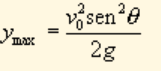 y_max = v_0^2 sen^2 θ / 2g